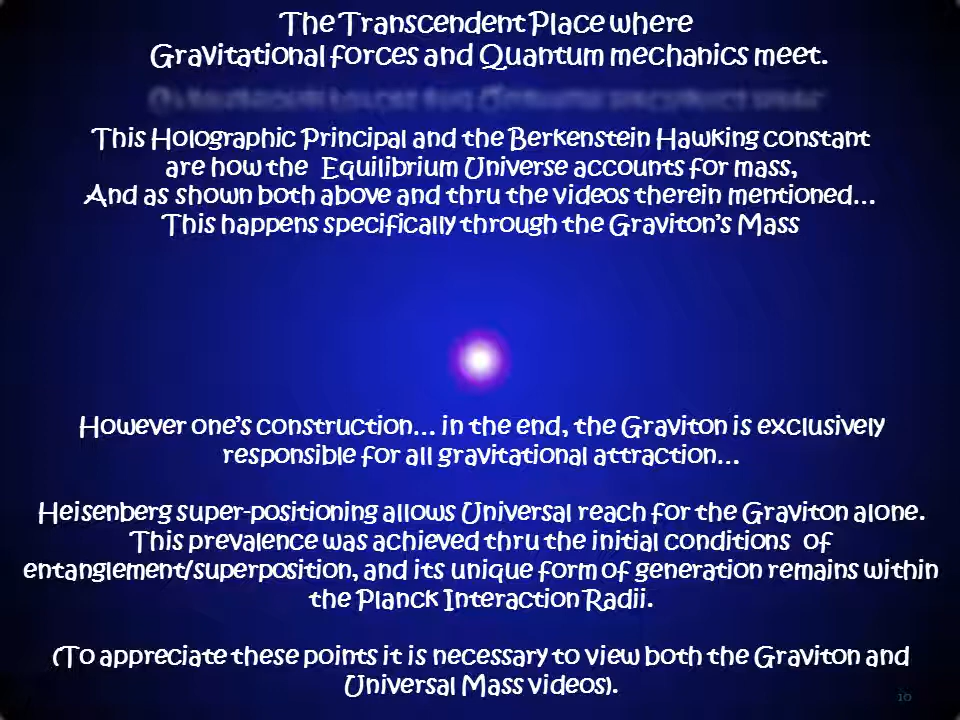 The Transcendent Place where
Gravitational forces and Quantum mechanics meet.
This Holographic Principal and the Berkenstein Hawking constant
are how the Equilibrium Universe accounts for mass,
And as shown both above and thru the videos therein mentioned...
This happens specifically through the Graviton's Mass
However one's construction... in the end, the Graviton is exclusively
responsible for all gravitational attraction...
Heisenberg super-positioning allows Universal reach for the Graviton alone.
This prevalence was achieved thru the initial conditions of
entanglement/superposition, and its unique form of generation remains within
the Planck Interaction Radii.
(To appreciate these points it is necessary to view both the Graviton and
Universal Mass videos).
10